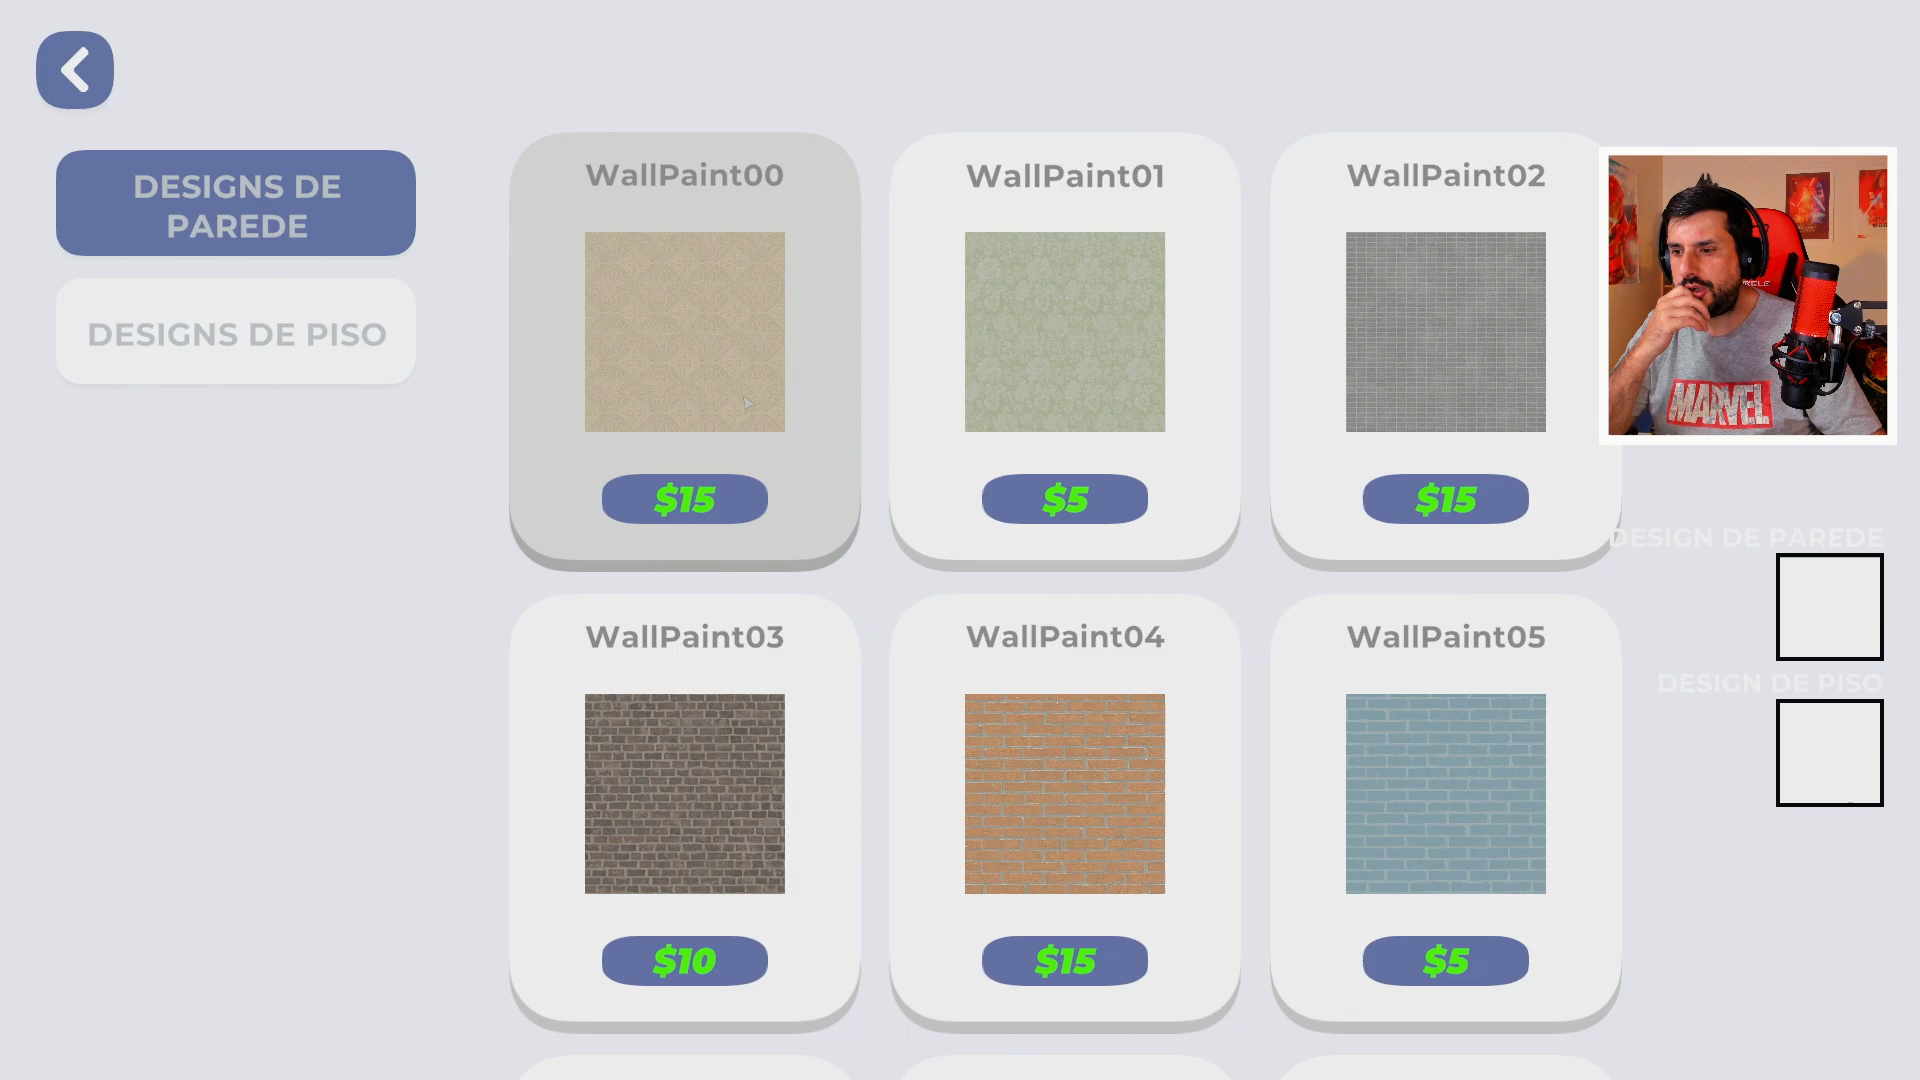 DESIGNS DE
PAREDE
DESIGNS DE PISO
WallPaint00
WallPaint01
WallPaint02
$15
$5
$15
MARVEL
DESIGN DE PAREDE
WallPaint03
WallPaint04
WallPaint05
DESIGN DE PISO
$10
$15
$5